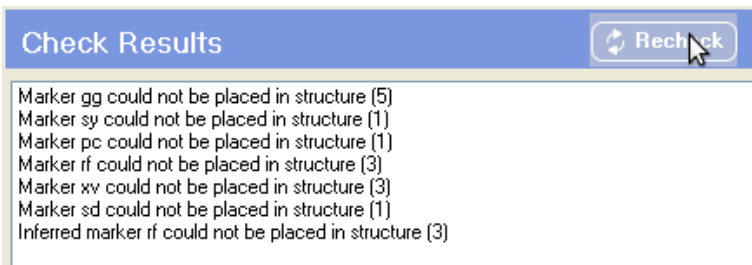 Check Results
Recheck
Marker gg could not be placed in structure (5)
Marker sy could not be placed in structure (1)
Marker pc could not be placed in structure (1)
Marker rf could not be placed in structure (3)
Marker xv could not be placed in structure (3)
Marker sd could not be placed in structure (1)
Inferred marker rf could not be placed in structure (3)